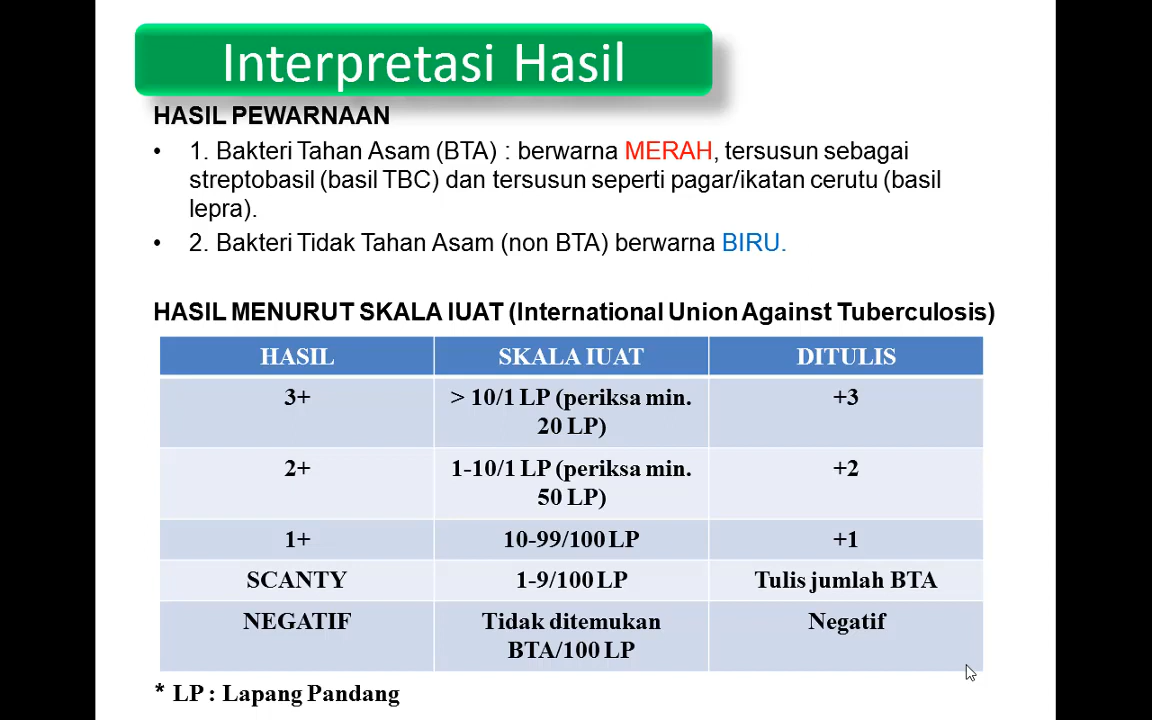 Interpretasi Hasil
HASIL PEWARNAAN
• 1. Bakteri Tahan Asam (BTA) : berwarna MERAH, tersusun sebagai
streptobasil (basil TBC) dan tersusun seperti pagar/ikatan cerutu (basil
lepra).
• 2. Bakteri Tidak Tahan Asam (non BTA) berwarna BIRU.
HASIL MENURUT SKALA IUAT (International Union Against Tuberculosis)
HASIL SKALA IUAT DITULIS
3+ > 10/1 LP (periksa min. +3
20 LP)
2+ 1-10/1 LP (periksa min. +2
50 LP)
1+ 10-99/100 LP +1
SCANTY 1-9/100 LP Tulis jumlah BTA
NEGATIF Tidak ditemukan Negatif
BTA/100 LP
* LP : Lapang Pandang